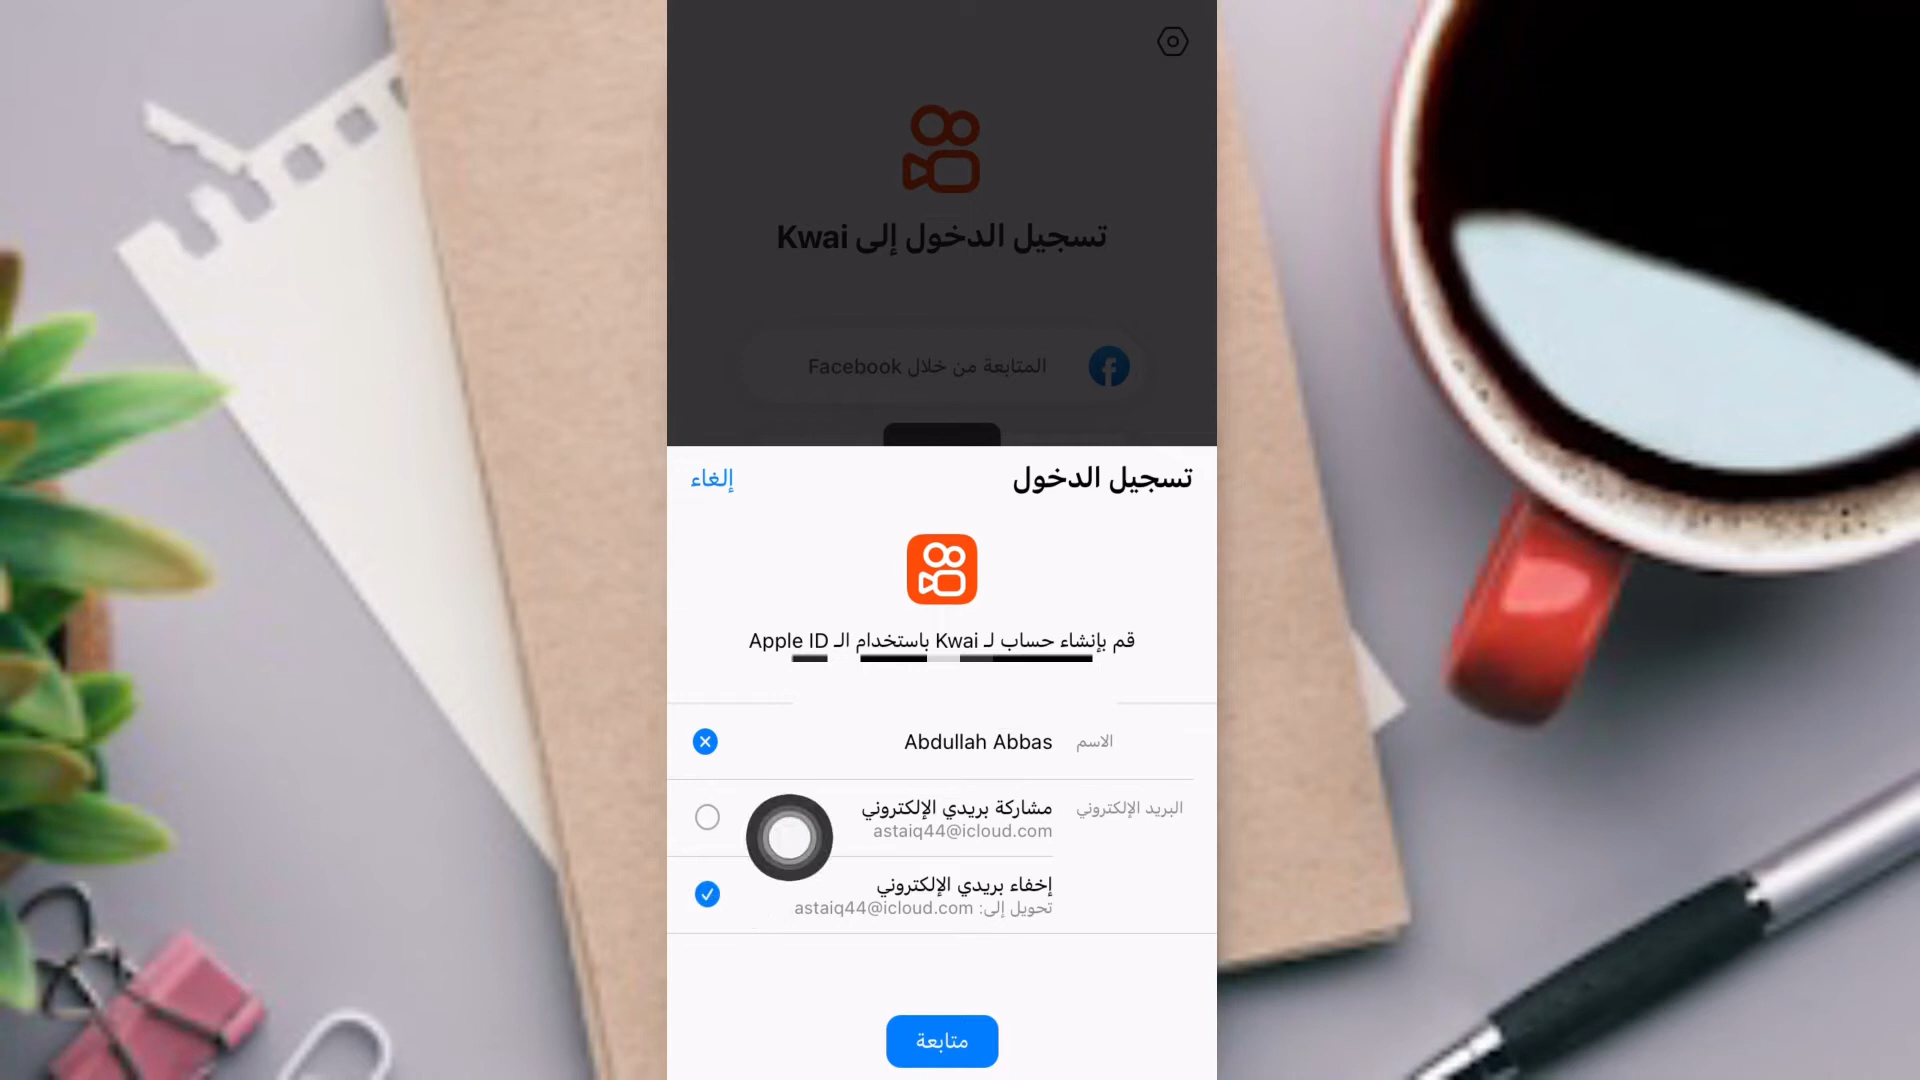 تسجيل الدخول إلى Kwai
المتابعة من خلال Facebook
تسجيل الدخول
إلغاء
قم بإنشاء حساب لـ Kwai باستخدام الـ Apple ID
الاسم
Abdullah Abbas
البريد الإلكتروني
مشاركة بريدي الإلكتروني
astaiq44@icloud.com
إخفاء بريدي الإلكتروني
تحويل إلى: astaiq44@icloud.com
متابعة